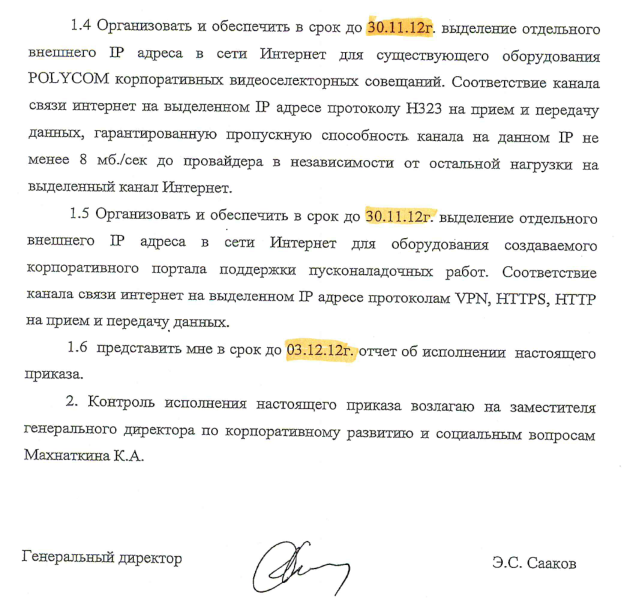 1.4 Организовать и обеспечить в срок до 30.11.12г. выделение отдельного
внешнего IP адреса в сети Интернет для существующего оборудования
POLYCOM корпоративных видеоселекторных совещаний. Соответствие канала
связи интернет на выделенном IP адресе протоколу H323 на прием и передачу
данных, гарантированную пропускную способность канала на данном IP не
менее 8 мб./сек до провайдера в независимости от остальной нагрузки на
выделенный канал Интернет.
1.5 Организовать и обеспечить в срок до 30.11.12г. выделение отдельного
внешнего IP адреса в сети Интернет для оборудования создаваемого
корпоративного портала поддержки пусконаладочных работ. Соответствие
канала связи интернет на выделенном IP адресе протоколам VPN, HTTPS, HTTP
на прием и передачу данных.
1.6 представить мне в срок до 03.12.12г. отчет об исполнении настоящего
приказа.
2. Контроль исполнения настоящего приказа возлагаю на заместителя
генерального директора по корпоративному развитию и социальным вопросам
Махнаткина К.А.
Генеральный директор Э.С. Сааков